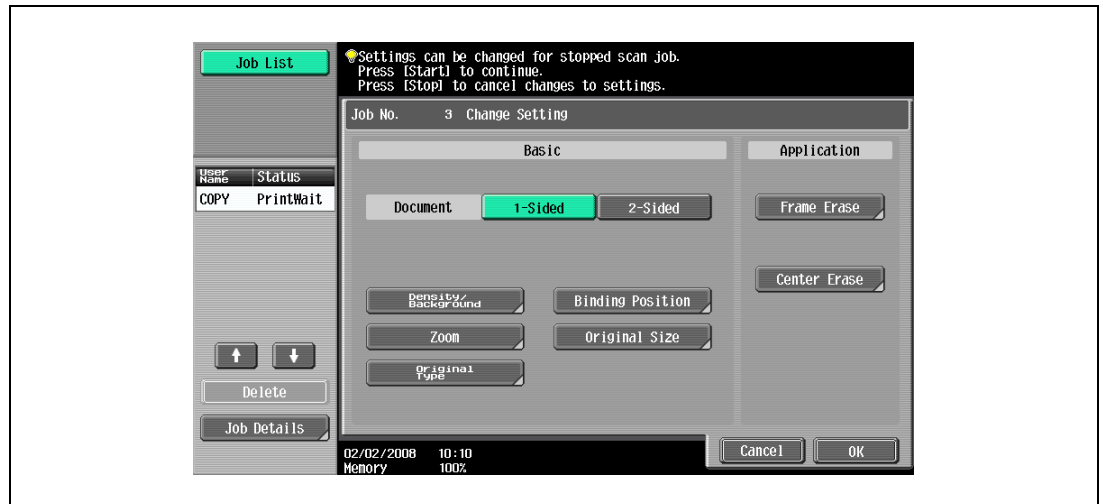 Job List
Settings can be changed for stopped scan job.
Press [Start] to continue.
Press [Stop] to cancel changes to settings.
Job No. 3 Change Setting
Basic
Application
User Name Status
COPY PrintWait
Document 1-Sided 2-Sided
Frame Erase
Center Erase
Density/
Background
Binding Position
Zoom
Original Size
Original
Type
Delete
Job Details
02/02/2008 10:10
Memory 100%
Cancel OK